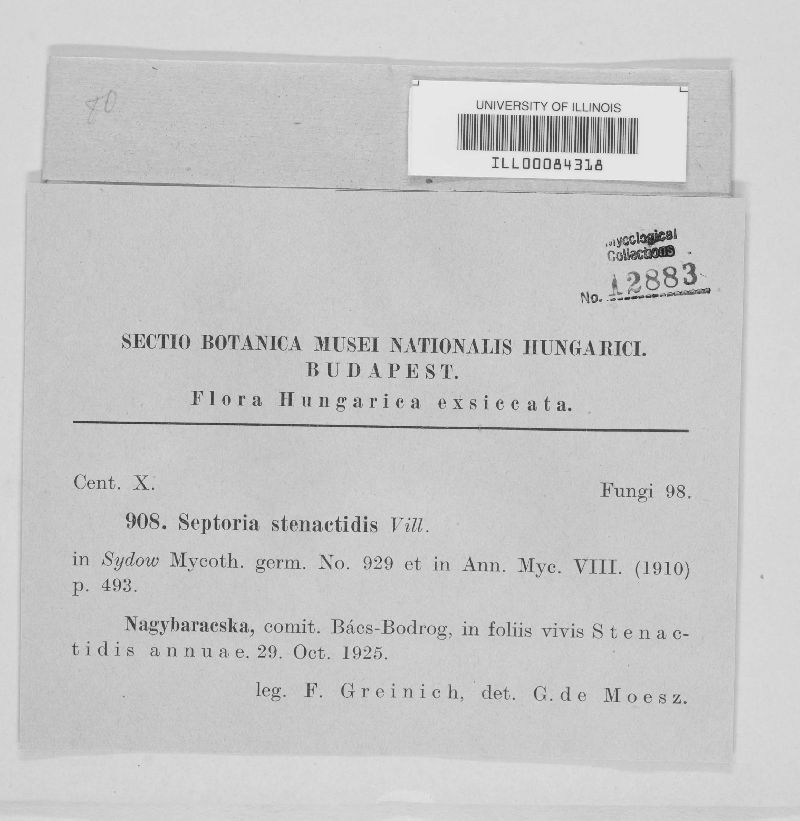 80
UNIVERSITY OF ILLINOIS
ILL00084318
Mycological
Collections
No. 12883
SECTIO BOTANICA MUSEI NATIONALIS HUNGARICI.
BUDAPEST.
Flora Hungarica exsiccata.
Cent. X. Fungi 98.
908. Septoria stenactidis Vill.
in Sydow Mycoth. germ. No. 929 et in Ann. Myc. VIII. (1910)
p. 493.
Nagybaracska, comit. Bács-Bodrog, in foliis vivis Stenac-
tidis annuae. 29. Oct. 1925.
leg. F. Greinich, det. G. de Moesz.